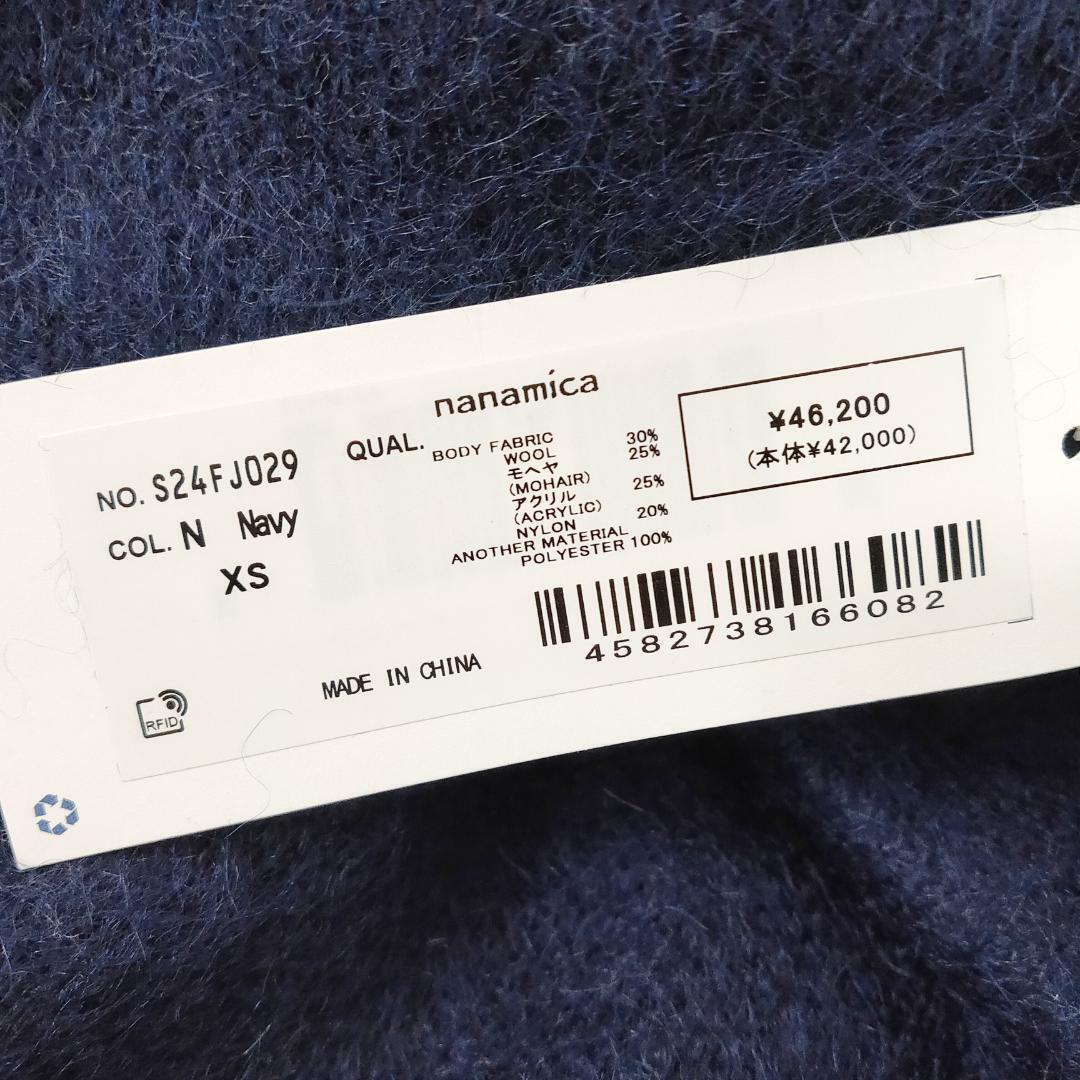 nanamica
NO. S24FJ029
COL. N Navy
XS
QUAL. BODY FABRIC
WOOL 30%
モヘヤ 25%
(MOHAIR)
アクリル 25%
(ACRYLIC)
NYLON 20%
ANOTHER MATERIAL
POLYESTER 100%
¥46,200
(本体¥42,000)
4582738166082
MADE IN CHINA
RFID